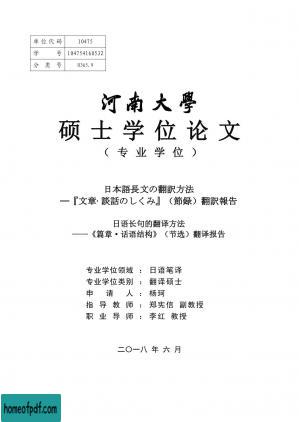 单位代码 10475
学号 104754160532
分类号 H365.9
河南大學
硕士学位论文
（专业学位）
日本語長文の翻訳方法
—『文章·談話のしくみ』（節録）翻訳報告
日语长句的翻译方法
——《篇章·话语结构》（节选）翻译报告
专业学位领域：日语笔译
专业学位类别：翻译硕士
申请人：杨珂
指导教师：郑宪信 副教授
职业导师：李红 教授
二〇一八年六月
homeofpdf.com